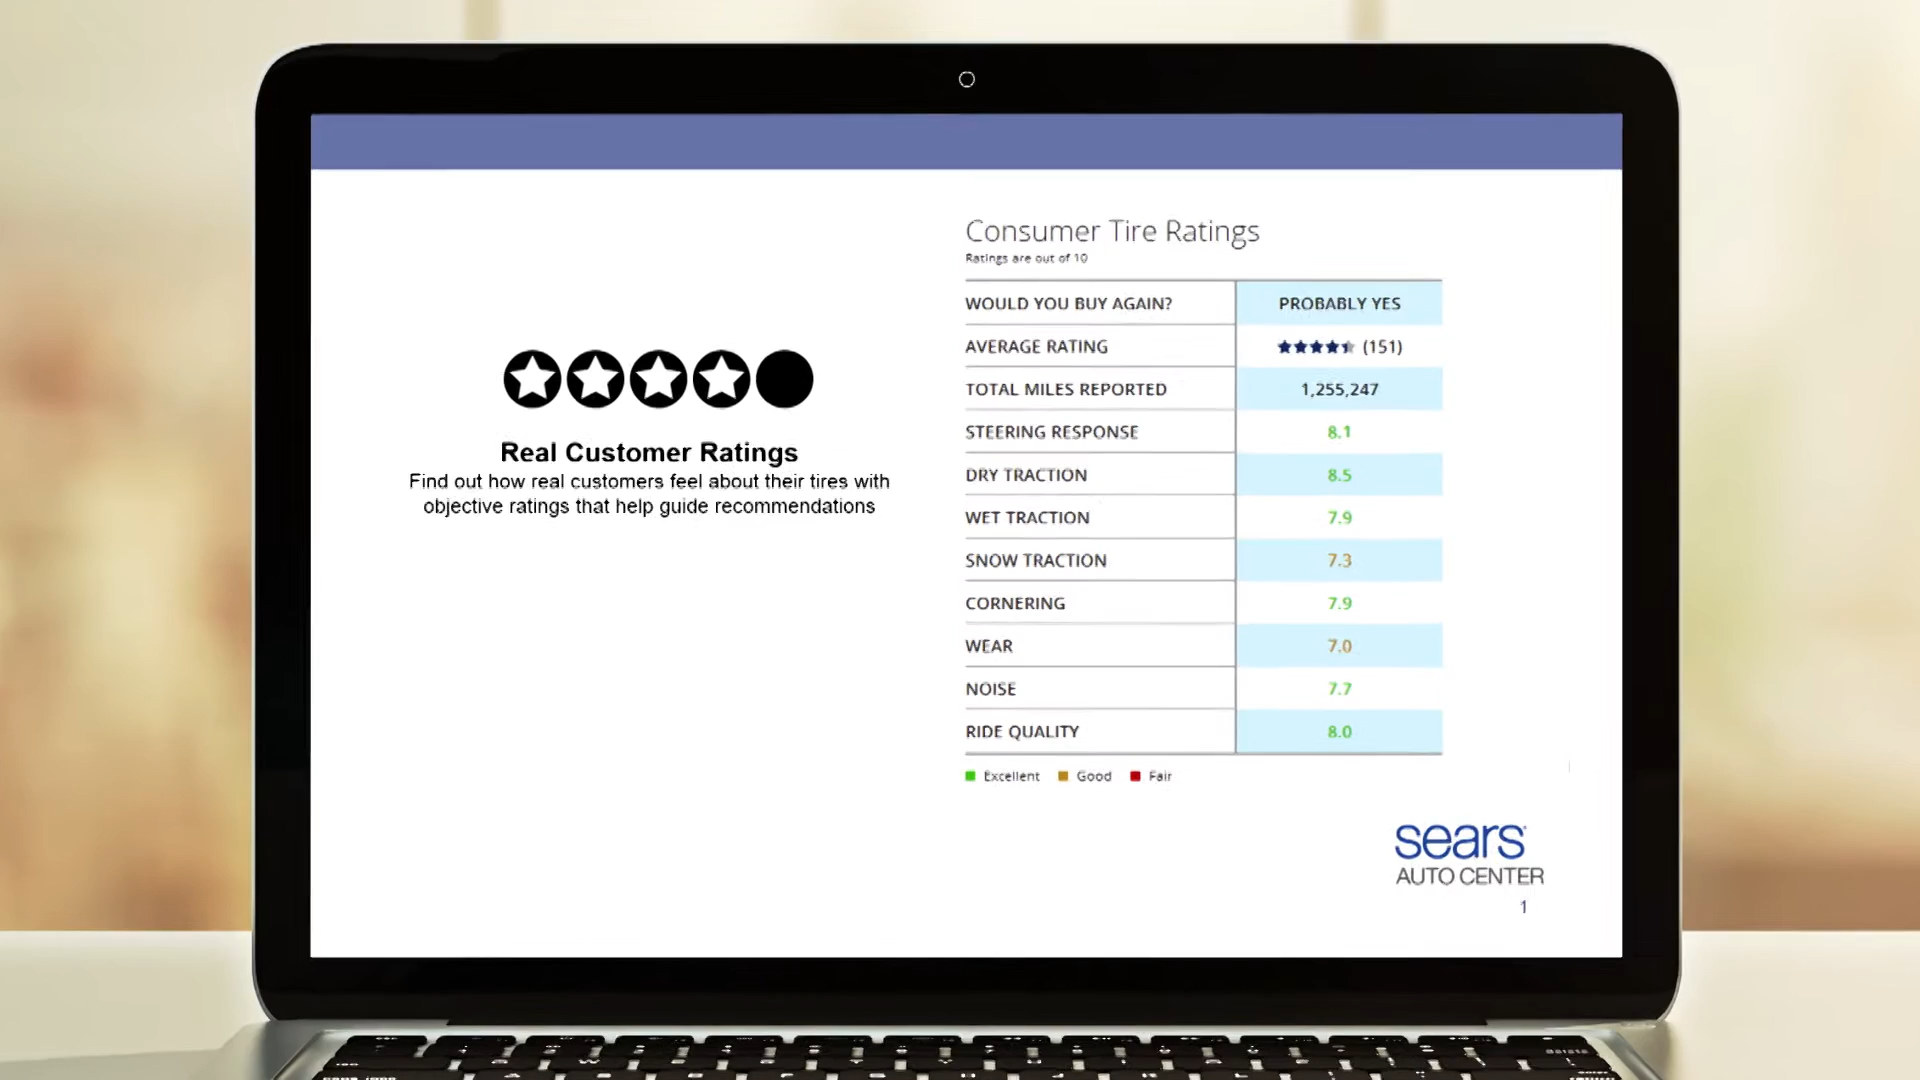 Consumer Tire Ratings
Ratings are out of 10
WOULD YOU BUY AGAIN? PROBABLY YES
AVERAGE RATING (151)
TOTAL MILES REPORTED 1,255,247
STEERING RESPONSE 8.1
DRY TRACTION 8.5
WET TRACTION 7.9
SNOW TRACTION 7.3
CORNERING 7.9
WEAR 7.0
NOISE 7.7
RIDE QUALITY 8.0
Excellent Good Fair
Real Customer Ratings
Find out how real customers feel about their tires with
objective ratings that help guide recommendations
sears
AUTO CENTER
1